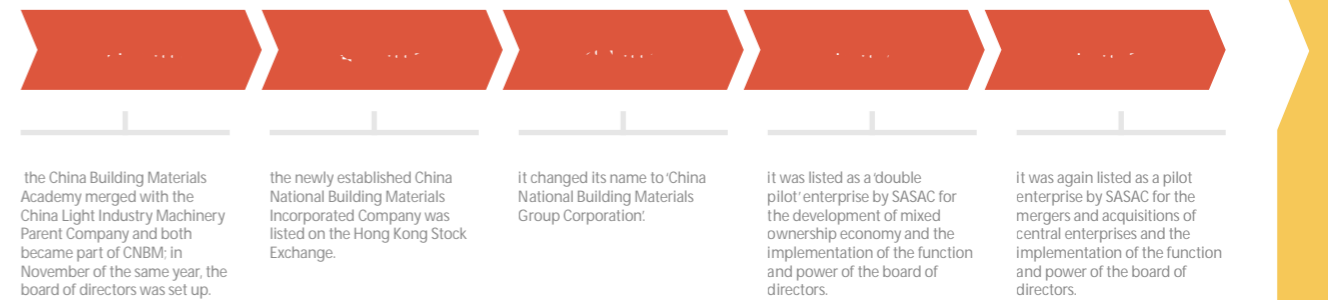 the China Building Materials
Academy merged with the
China Light Industry Machinery
Parent Company and both
became part of CNBM; in
November of the same year, the
board of directors was set up.
the newly established China
National Building Materials
Incorporated Company was
listed on the Hong Kong Stock
Exchange.
it changed its name to ‘China
National Building Materials
Group Corporation’.
it was listed as a ‘double
pilot’ enterprise by SASAC for
the development of mixed
ownership economy and the
implementation of the function
and power of the board of
directors.
it was again listed as a pilot
enterprise by SASAC for the
mergers and acquisitions of
central enterprises and the
implementation of the function
and power of the board of
directors.